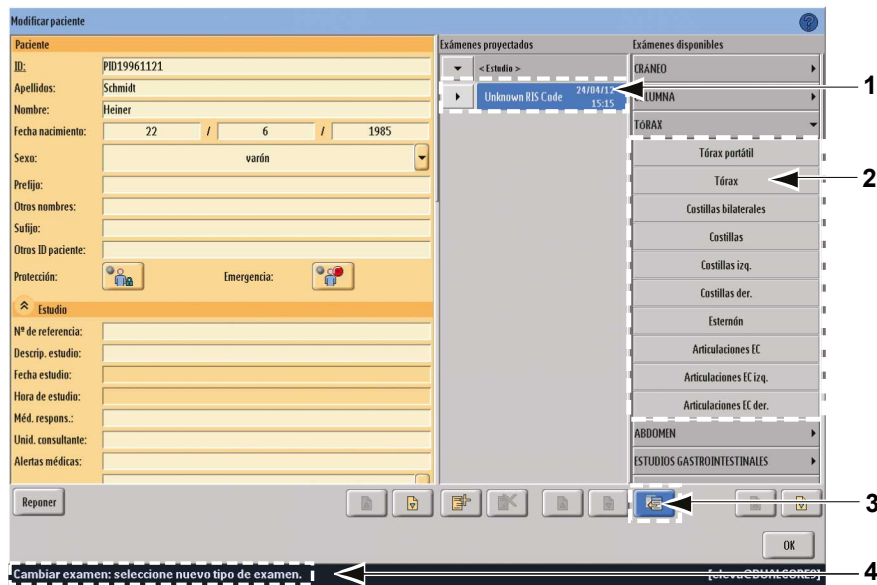 Modificar paciente
Paciente
ID: PID19961121
Apellidos: Schmidt
Nombre: Heiner
Fecha nacimiento: 22 / 6 / 1985
Sexo: varón
Prefijo:
Otros nombres:
Sufijo:
Otros ID paciente:
Protección: Emergencia:
Estudio
Nº de referencia:
Descrip. estudio:
Fecha estudio:
Hora de estudio:
Méd. respons.:
Unid. consultante:
Alertas médicas:
Reponer
Exámenes proyectados
< Estudio >
Unknown RIS Code 24/04/12
15:15
Exámenes disponibles
CRÁNEO
LUMNA
TÓRAX
Tórax portátil
Tórax
Costillas bilaterales
Costillas
Costillas izq.
Costillas der.
Esternón
Articulaciones EC
Articulaciones EC izq.
Articulaciones EC der.
ABDOMEN
ESTUDIOS GASTROINTESTINALES
OK
Cambiar examen: seleccione nuevo tipo de examen.
1
2
3
4